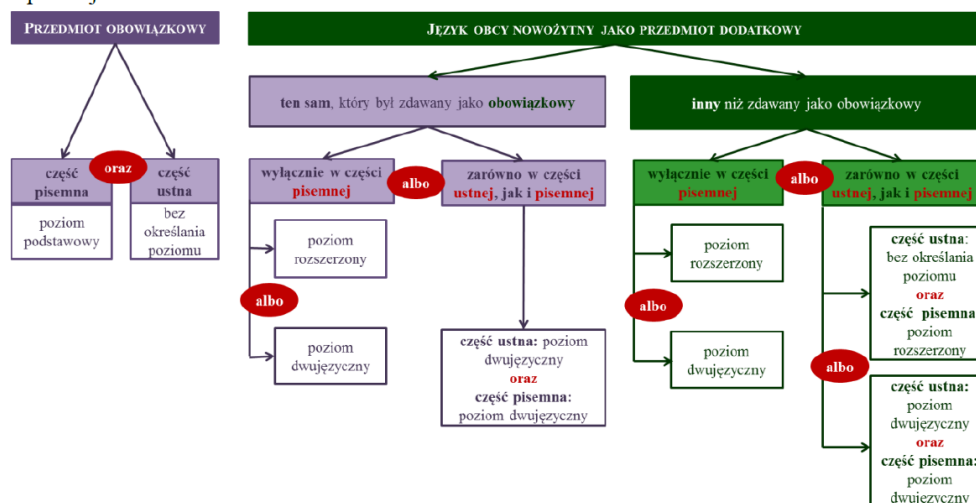 PRZEDMIOT OBOWIĄZKOWY
JĘZYK OBCY NOWOŻYTNY JAKO PRZEDMIOT DODATKOWY
ten sam, który był zdawany jako obowiązkowy
inny niż zdawany jako obowiązkowy
część
pisemna
oraz
część
ustna
poziom
podstawowy
bez
określania
poziomu
wyłącznie w części
pisemnej
albo
zarówno w części
ustnej, jak i pisemnej
poziom
rozszerzony
albo
poziom
dwujęzyczny
część ustna: poziom
dwujęzyczny
oraz
część pisemna:
poziom dwujęzyczny
wyłącznie w części
pisemnej
albo
zarówno w części
ustnej, jak i pisemnej
poziom
rozszerzony
albo
poziom
dwujęzyczny
część ustna:
bez określania
poziomu
oraz
część pisemna:
poziom
rozszerzony
albo
część ustna:
poziom
dwujęzyczny
oraz
część pisemna:
poziom
dwujęzyczny